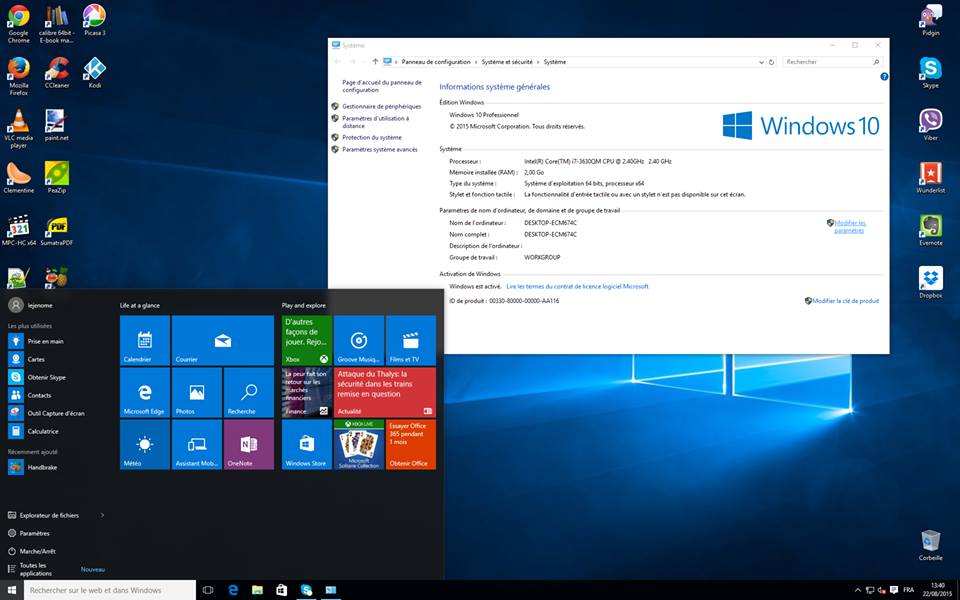 Google
Chrome
calibre 64bit -
E-book ma...
Picasa 3
Mozilla
Firefox
CCleaner
Kodi
VLC media
player
paint.net
Clementine
PeaZip
MPC-HC x64
SumatraPDF
Pidgin
Skype
Viber
Wunderlist
Evernote
Dropbox
Corbeille
Système
Panneau de configuration
Système et sécurité
Système
Rechercher
Page d'accueil du panneau de
configuration
Gestionnaire de périphériques
Paramètres d'utilisation à
distance
Protection du système
Paramètres système avancés
Informations système générales
Édition Windows
Windows 10 Professionnel
© 2015 Microsoft Corporation. Tous droits réservés.
Windows 10
Système
Processeur : Intel(R) Core(TM) i7-3630QM CPU @ 2.40GHz 2.40 GHz
Mémoire installée (RAM) : 2,00 Go
Type du système : Système d'exploitation 64 bits, processeur x64
Stylet et fonction tactile : La fonctionnalité d'entrée tactile ou avec un stylet n'est pas disponible sur cet écran.
Paramètres de nom d'ordinateur, de domaine et de groupe de travail
Nom de l'ordinateur : DESKTOP-ECM674C
Modifier les
paramètres
Nom complet : DESKTOP-ECM674C
Description de l'ordinateur :
Groupe de travail : WORKGROUP
Activation de Windows
Windows est activé. Lire les termes du contrat de licence logiciel Microsoft
ID de produit : 00330-80000-00000-AA116
Modifier la clé de produit
lejenome
Les plus utilisées
Prise en main
Cartes
Obtenir Skype
Contacts
Outil Capture d'écran
Calculatrice
Récemment ajouté
Handbrake
Explorateur de fichiers
Paramètres
Marche/Arrêt
Toutes les
applications
Nouveau
Life at a glance
Calendrier
Courrier
Microsoft Edge
Photos
Recherche
Météo
Assistant Mob...
OneNote
Play and explore
D'autres
façons de
jouer. Rejo...
Xbox
Groove Musiq...
Films et TV
La peur fait son
retour sur les
marchés
financiers
Finance
Attaque du Thalys: la
sécurité dans les trains
remise en question
Actualité
Windows Store
XBOX LIVE
Microsoft
Solitaire Collection
Essayer Office
365 pendant
1 mois
Obtenir Office
Rechercher sur le web et dans Windows
FRA
13:40
22/08/2015